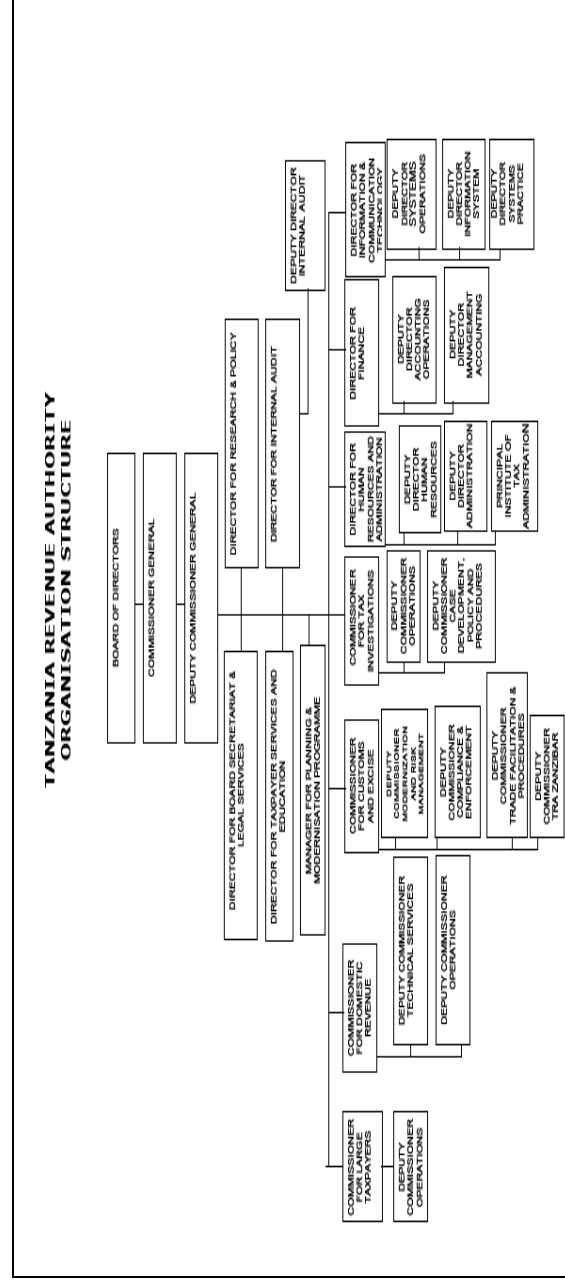 TANZANIA REVENUE AUTHORITY
ORGANISATION STRUCTURE
BOARD OF DIRECTORS
COMMISSIONER GENERAL
DEPUTY COMMISSIONER GENERAL
DIRECTOR FOR BOARD SECRETARIAT &
LEGAL SERVICES
DIRECTOR FOR RESEARCH & POLICY
DIRECTOR FOR TAXPAYER SERVICES AND
EDUCATION
DIRECTOR FOR INTERNAL AUDIT
DEPUTY DIRECTOR
INTERNAL AUDIT
MANAGER FOR PLANNING &
MODERNISATION PROGRAMME
COMMISSIONER
FOR LARGE
TAXPAYERS
DEPUTY
COMMISSIONER
OPERATIONS
COMMISSIONER
FOR DOMESTIC
REVENUE
DEPUTY COMMISSIONER
TECHNICAL SERVICES
DEPUTY COMMISSIONER
OPERATIONS
COMMISSIONER
FOR CUSTOMS
AND EXCISE
DEPUTY
COMMISSIONER
MODERNIZATION
AND RISK
MANAGEMENT
DEPUTY
COMMISSIONER
COMPLIANCE &
ENFORCEMENT
DEPUTY
COMMISSIONER
TRADE FACILITATION &
PROCEDURES
DEPUTY
COMMISSIONER
TRA ZANZIBAR
COMMISSIONER
FOR TAX
INVESTIGATIONS
DEPUTY
COMMISSIONER
OPERATIONS
DEPUTY
COMMISSIONER
CASE
DEVELOPMENT,
POLICY AND
PROCEDURES
DIRECTOR FOR
HUMAN
RESOURCES AND
ADMINISTRATION
DEPUTY
DIRECTOR
HUMAN
RESOURCES
DEPUTY
DIRECTOR
ADMINISTRATION
PRINCIPAL
INSTITUTE OF
TAX
ADMINISTRATION
DIRECTOR FOR
FINANCE
DEPUTY
DIRECTOR
ACCOUNTING
OPERATIONS
DEPUTY
DIRECTOR
MANAGEMENT
ACCOUNTING
DIRECTOR FOR
INFORMATION &
COMMUNICATION
TECHNOLOGY
DEPUTY
DIRECTOR
SYSTEMS
OPERATIONS
DEPUTY
DIRECTOR
INFORMATION
SYSTEM
DEPUTY
DIRECTOR
SYSTEMS
PRACTICE